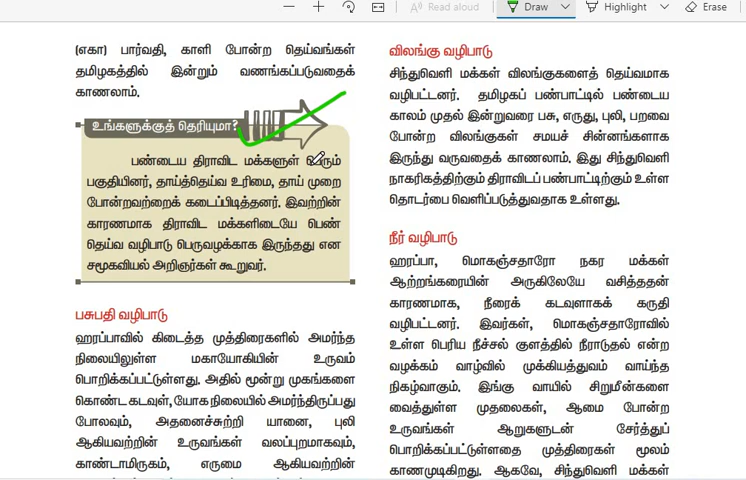 Read aloud
Draw
Highlight
Erase
(எகா) பார்வதி, காளி போன்ற தெய்வங்கள்
தமிழகத்தில் இன்றும் வணங்கப்படுவதைக்
காணலாம்.
உங்களுக்குத் தெரியுமா?
பண்டைய திராவிட மக்களுள் பெரும்
பகுதியினர், தாய்த்தெய்வ உரிமை, தாய் முறை
போன்றவற்றைக் கடைப்பிடித்தனர். இவற்றின்
காரணமாக திராவிட மக்களிடையே பெண்
தெய்வ வழிபாடு பெருவழக்காக இருந்தது என
சமூகவியல் அறிஞர்கள் கூறுவர்.
பசுபதி வழிபாடு
ஹரப்பாவில் கிடைத்த முத்திரைகளில் அமர்ந்த
நிலையிலுள்ள மகாயோகியின் உருவம்
பொறிக்கப்பட்டுள்ளது. அதில் மூன்று முகங்களை
கொண்ட கடவுள், யோக நிலையில் அமர்ந்திருப்பது
போலவும், அதனைச்சுற்றி யானை, புலி
ஆகியவற்றின் உருவங்கள் வலப்புறமாகவும்,
காண்டாமிருகம், எருமை ஆகியவற்றின்
விலங்கு வழிபாடு
சிந்துவெளி மக்கள் விலங்குகளைத் தெய்வமாக
வழிபட்டனர். தமிழகப் பண்பாட்டில் பண்டைய
காலம் முதல் இன்றுவரை பசு, எருது, புலி, பறவை
போன்ற விலங்குகள் சமயச் சின்னங்களாக
இருந்து வருவதைக் காணலாம். இது சிந்துவெளி
நாகரிகத்திற்கும் திராவிடப் பண்பாட்டிற்கும் உள்ள
தொடர்பை வெளிப்படுத்துவதாக உள்ளது.
நீர் வழிபாடு
ஹரப்பா, மொகஞ்சதாரோ நகர மக்கள்
ஆற்றங்கரையின் அருகிலேயே வசித்ததன்
காரணமாக, நீரைக் கடவுளாகக் கருதி
வழிபட்டனர். இவர்கள், மொகஞ்சதாரோவில்
உள்ள பெரிய நீச்சல் குளத்தில் நீராடுதல் என்ற
வழக்கம் வாழ்வில் முக்கியத்துவம் வாய்ந்த
நிகழ்வாகும். இங்கு வாயில் சிறுமீன்களை
வைத்துள்ள முதலைகள், ஆமை போன்ற
உருவங்கள் ஆறுகளுடன் சேர்த்துப்
பொறிக்கப்பட்டுள்ளதை முத்திரைகள் மூலம்
காணமுடிகிறது. ஆகவே, சிந்துவெளி மக்கள்